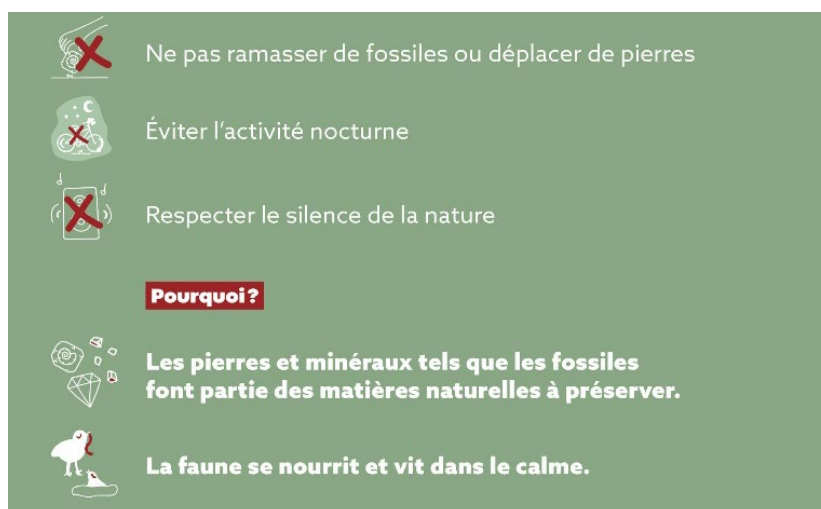 Ne pas ramasser de fossiles ou déplacer de pierres
Éviter l'activité nocturne
Respecter le silence de la nature
Pourquoi?
Les pierres et minéraux tels que les fossiles
font partie des matières naturelles à préserver.
La faune se nourrit et vit dans le calme.